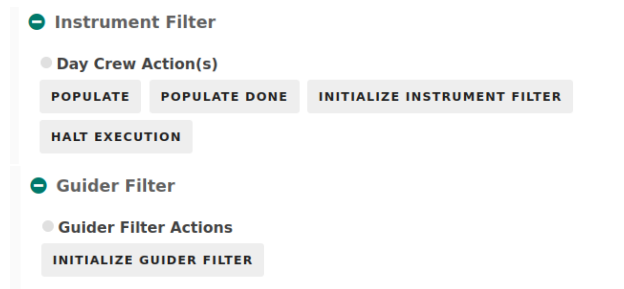 Instrument Filter
Day Crew Action(s)
POPULATE POPULATE DONE INITIALIZE INSTRUMENT FILTER
HALT EXECUTION
Guider Filter
Guider Filter Actions
INITIALIZE GUIDER FILTER